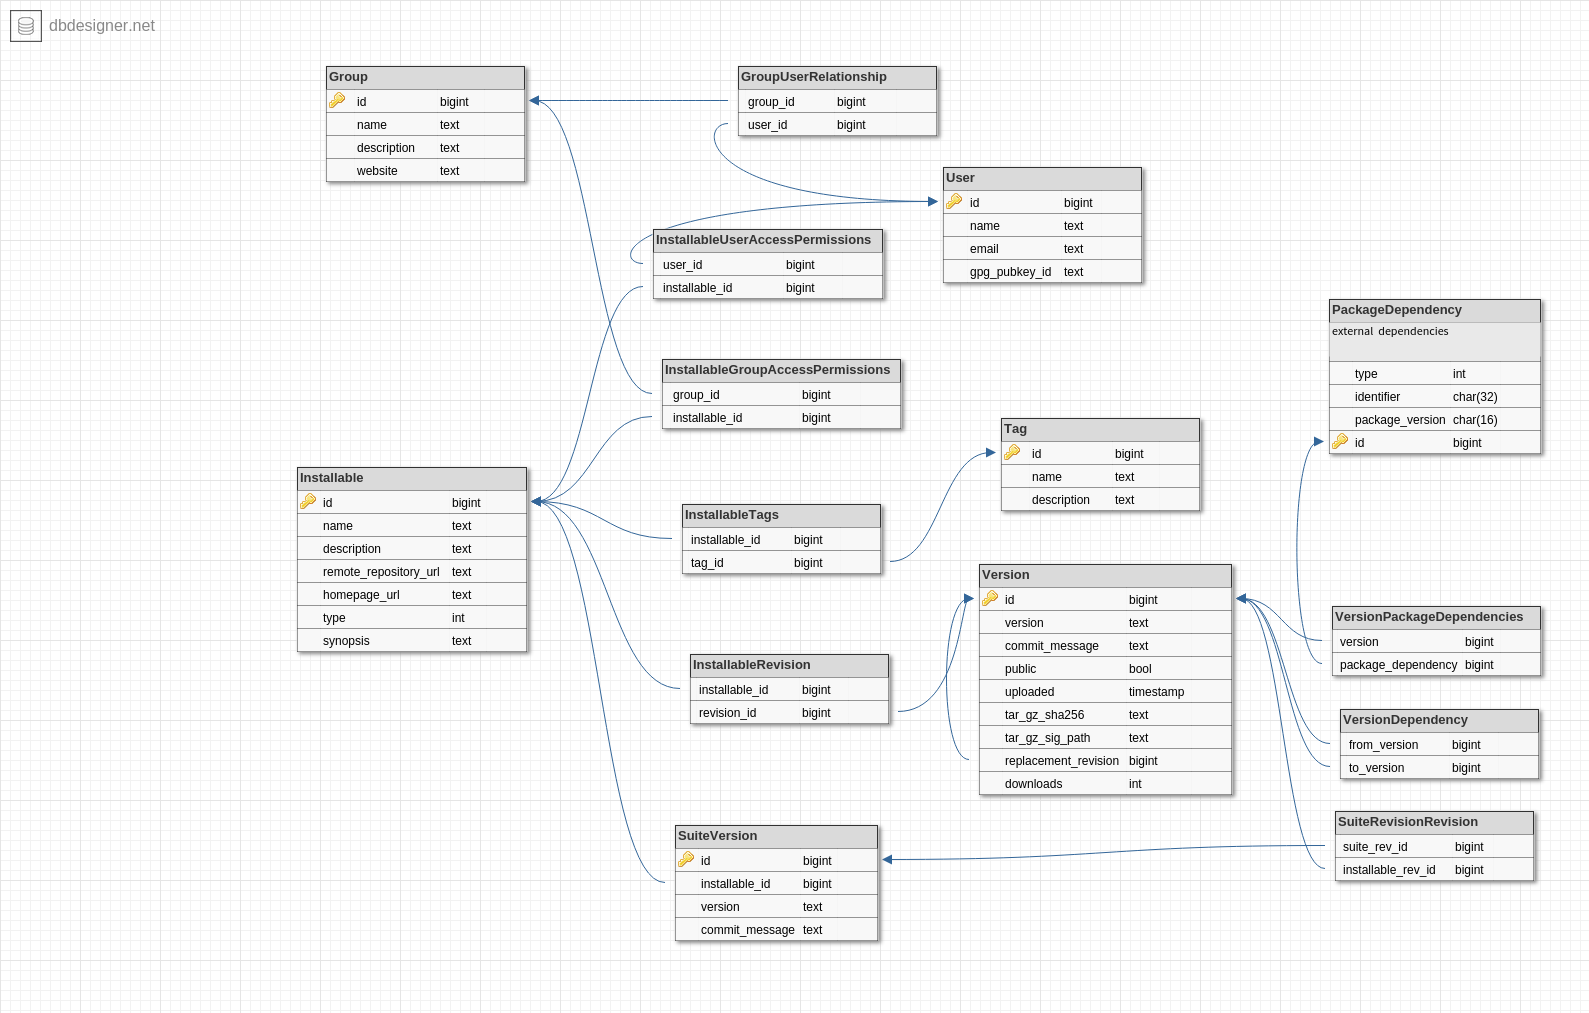 dbdesigner.net
Group
id bigint
name text
description text
website text
GroupUserRelationship
group_id bigint
user_id bigint
User
id bigint
name text
email text
gpg_pubkey_id text
InstallableUserAccessPermissions
user_id bigint
installable_id bigint
PackageDependency
external dependencies
type int
identifier char(32)
package_version char(16)
id bigint
InstallableGroupAccessPermissions
group_id bigint
installable_id bigint
Tag
id bigint
name text
description text
Installable
id bigint
name text
description text
remote_repository_url text
homepage_url text
type int
synopsis text
InstallableTags
installable_id bigint
tag_id bigint
Version
id bigint
version text
commit_message text
public bool
uploaded timestamp
tar_gz_sha256 text
tar_gz_sig_path text
replacement_revision bigint
downloads int
VersionPackageDependencies
version bigint
package_dependency bigint
InstallableRevision
installable_id bigint
revision_id bigint
VersionDependency
from_version bigint
to_version bigint
SuiteVersion
id bigint
installable_id bigint
version text
commit_message text
SuiteRevisionRevision
suite_rev_id bigint
installable_rev_id bigint